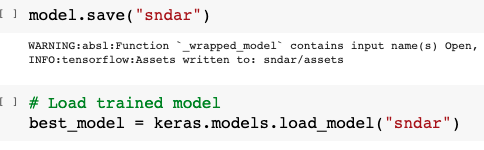 [ ] model.save("sndar")
WARNING:absl:Function `_wrapped_model` contains input name(s) Open,
INFO:tensorflow:Assets written to: sndar/assets
[ ] # Load trained model
best_model = keras.models.load_model("sndar")